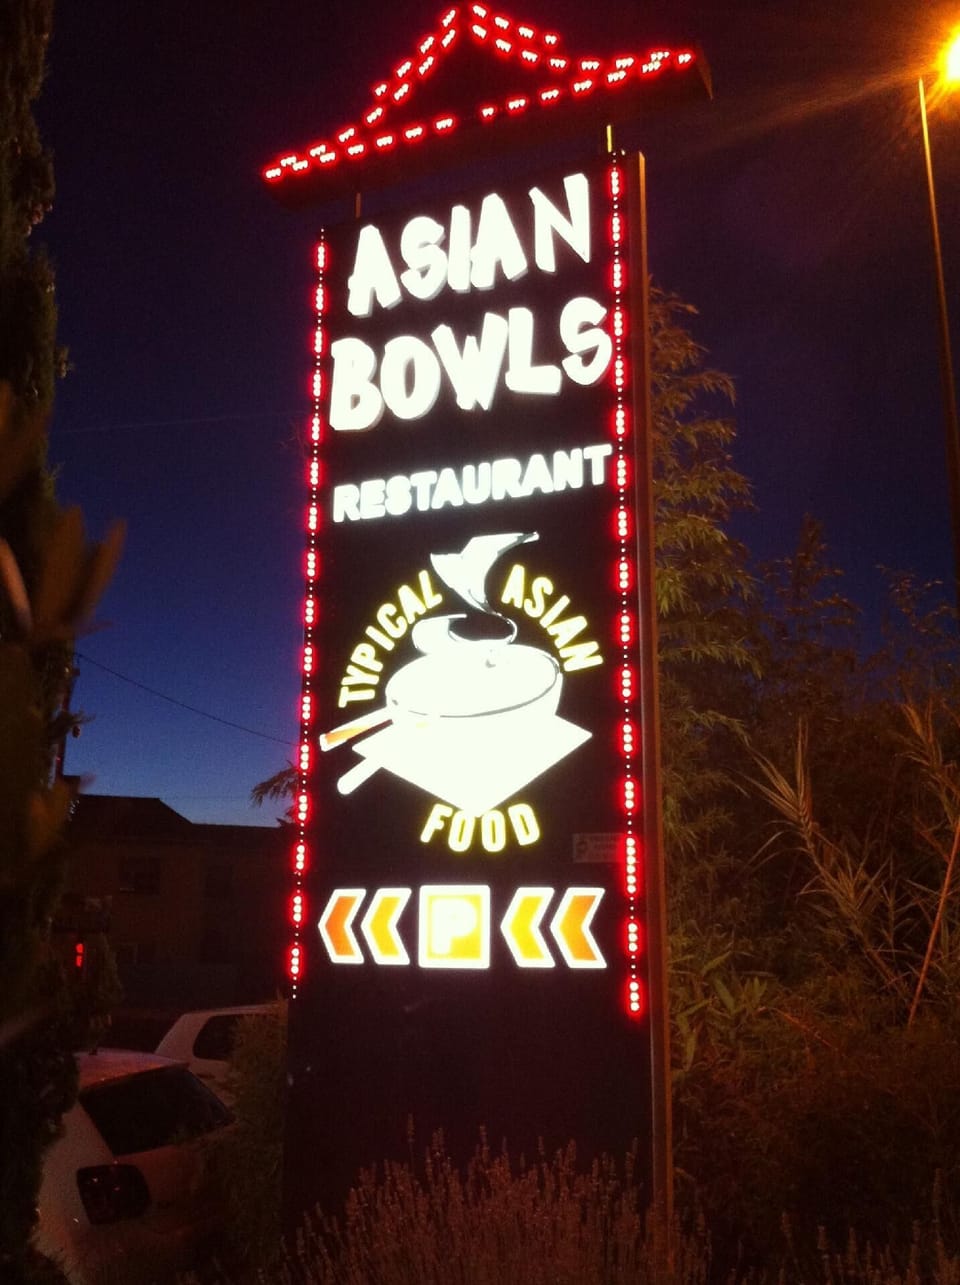 ASIAN
BOWLS
RESTAURANT
TYPICAL ASIAN
FOOD
P